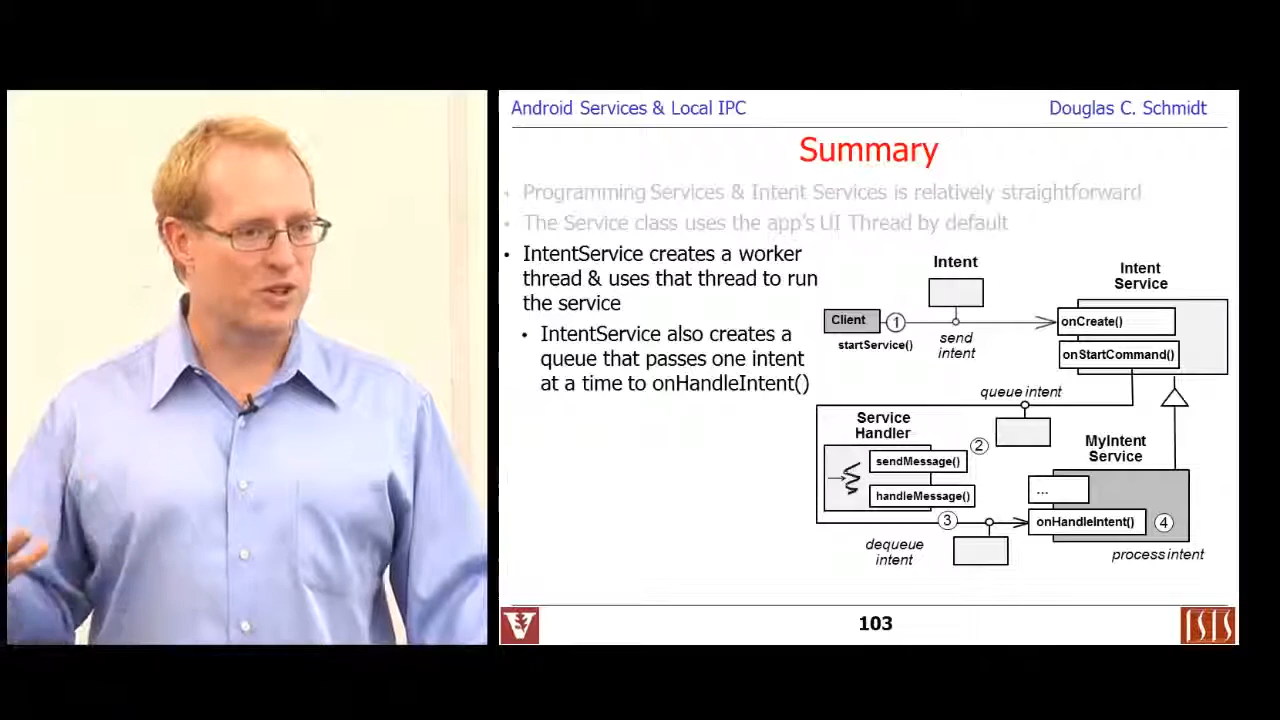 Android Services & Local IPC
Douglas C. Schmidt
Summary
• Programming Services & Intent Services is relatively straightforward
• The Service class uses the app's UI Thread by default
• IntentService creates a worker
thread & uses that thread to run
the service
• IntentService also creates a
queue that passes one intent
at a time to onHandleIntent()
Intent
Intent
Service
Client
1
onCreate()
startService()
send
intent
onStartCommand()
queue intent
Service
Handler
2
MyIntent
Service
sendMessage()
...
handleMessage()
3
onHandleIntent()
4
dequeue
intent
process intent
V
103
ISIS